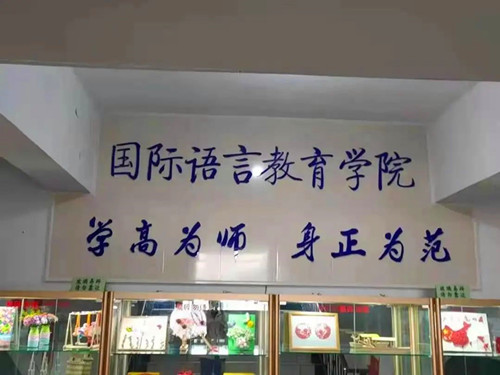 国际语言教育学院
学高为师 身正为范